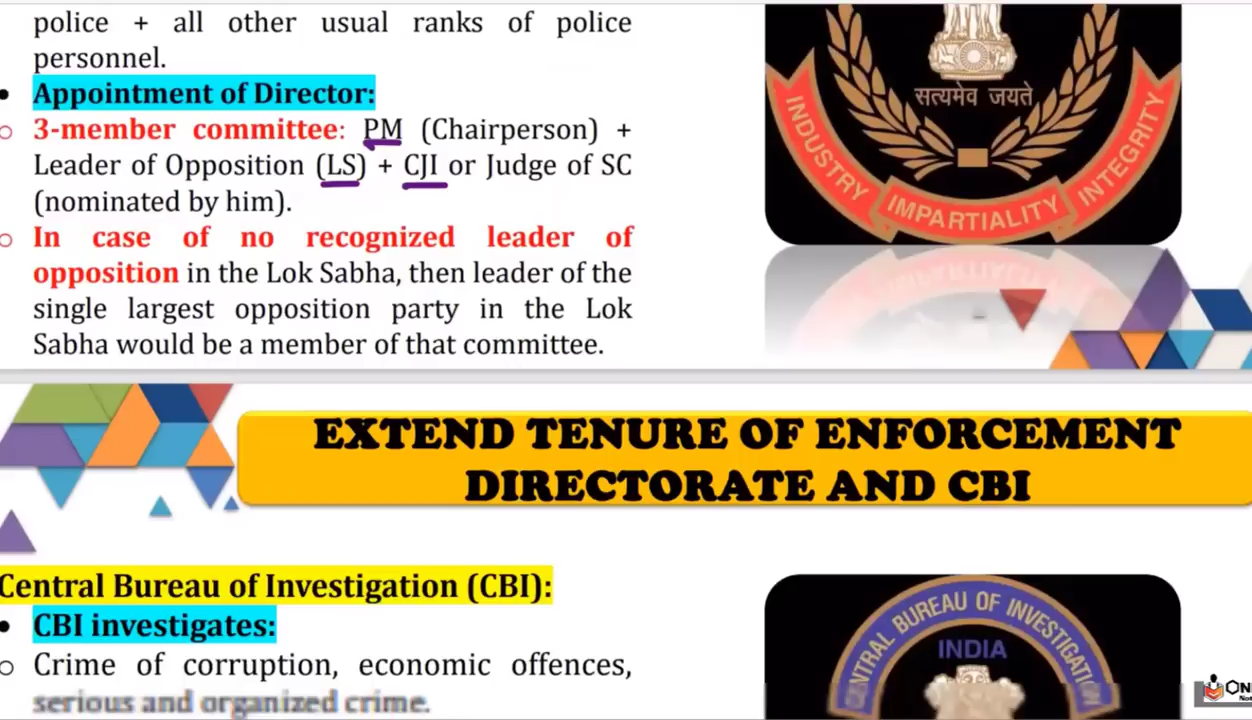 police + all other usual ranks of police
personnel.
• Appointment of Director:
o 3-member committee: PM (Chairperson) +
Leader of Opposition (LS) + CJI or Judge of SC
(nominated by him).
o In case of no recognized leader of
opposition in the Lok Sabha, then leader of the
single largest opposition party in the Lok
Sabha would be a member of that committee.
सत्यमेव जयते
INDUSTRY IMPARTIALITY INTEGRITY
EXTEND TENURE OF ENFORCEMENT
DIRECTORATE AND CBI
Central Bureau of Investigation (CBI):
• CBI investigates:
o Crime of corruption, economic offences,
serious and organized crime.
CENTRAL BUREAU OF INVESTIGATION
INDIA